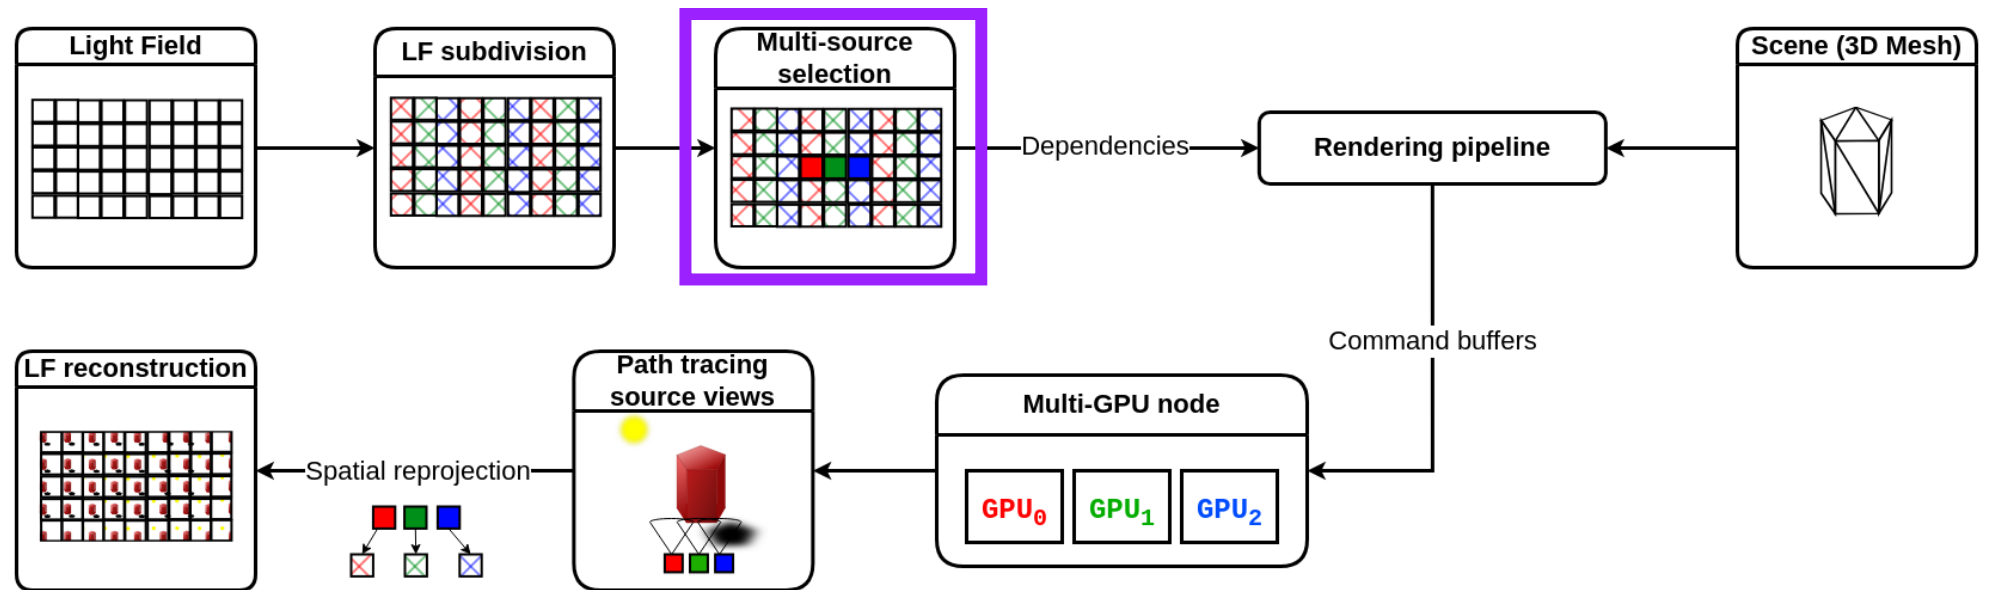 Light Field
LF subdivision
Multi-source
selection
Dependencies
Rendering pipeline
Scene (3D Mesh)
Command buffers
LF reconstruction
Spatial reprojection
Path tracing
source views
Multi-GPU node
GPU0
GPU1
GPU2